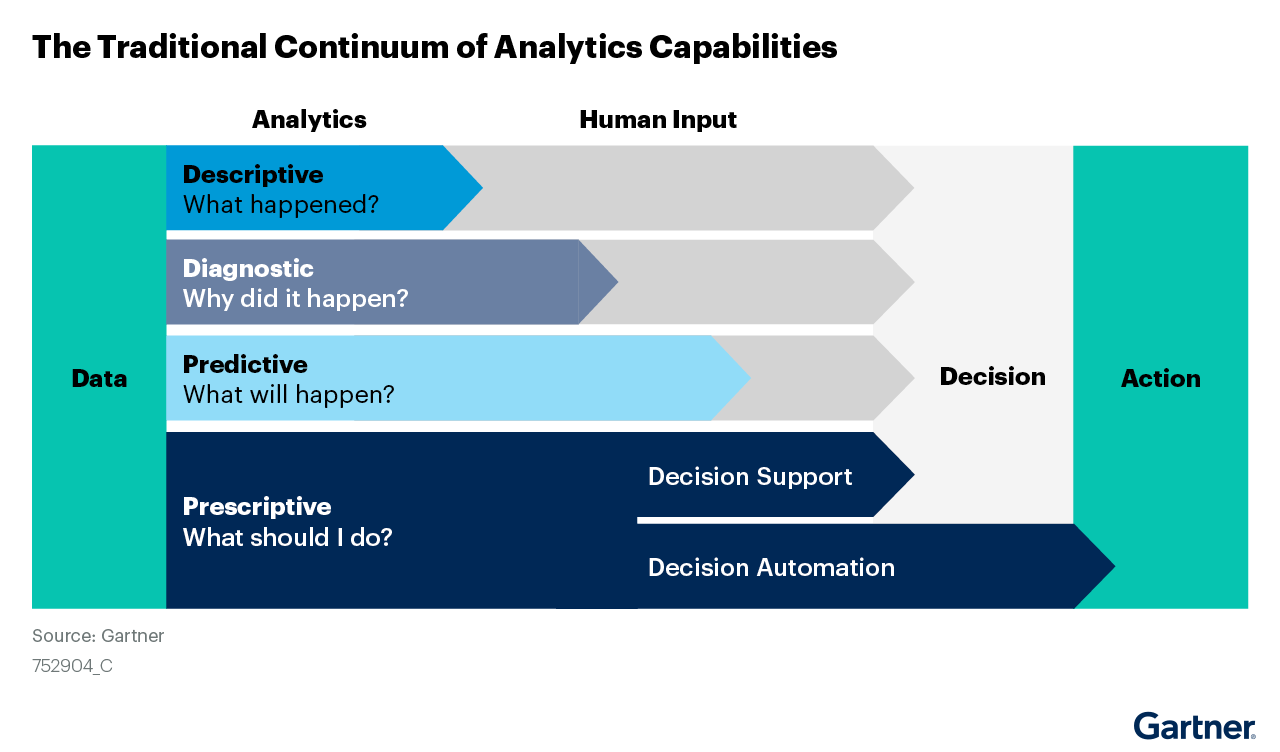 The Traditional Continuum of Analytics Capabilities
Analytics
Human Input
Descriptive
What happened?
Diagnostic
Why did it happen?
Predictive
What will happen?
Data
Decision
Action
Prescriptive
What should I do?
Decision Support
Decision Automation
Source: Gartner
752904_C
Gartner®